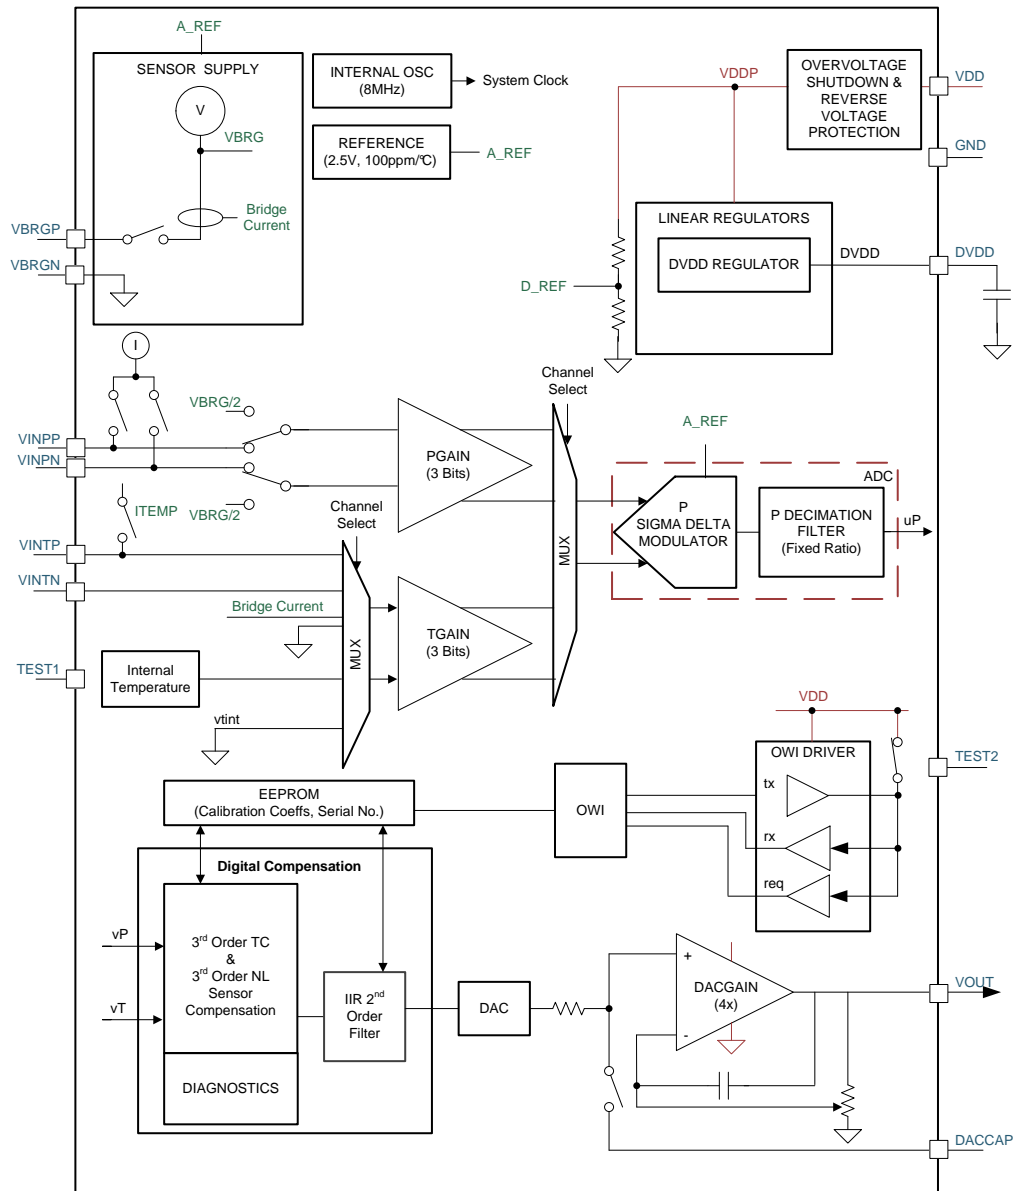 A_REF
SENSOR SUPPLY
V
VBRG
Bridge
Current
VBRGP
VBRGN
INTERNAL OSC
(8MHz)
System Clock
REFERENCE
(2.5V, 100ppm/°C)
A_REF
VDDP
OVERVOLTAGE
SHUTDOWN &
REVERSE
VOLTAGE
PROTECTION
VDD
GND
LINEAR REGULATORS
DVDD REGULATOR
DVDD
DVDD
D_REF
I
VBRG/2
VINPP
VINPN
VBRG/2
ITEMP
PGAIN
(3 Bits)
Channel
Select
MUX
A_REF
ADC
P
SIGMA DELTA
MODULATOR
P DECIMATION
FILTER
(Fixed Ratio)
uP
Channel
Select
VINTP
VINTN
Bridge Current
MUX
TGAIN
(3 Bits)
TEST1
Internal
Temperature
vtint
VDD
OWI DRIVER
tx
rx
req
TEST2
EEPROM
(Calibration Coeffs, Serial No.)
OWI
Digital Compensation
vP
vT
3rd Order TC
&
3rd Order NL
Sensor
Compensation
DIAGNOSTICS
IIR 2nd
Order
Filter
DAC
+
DACGAIN
(4x)
-
VOUT
DACCAP